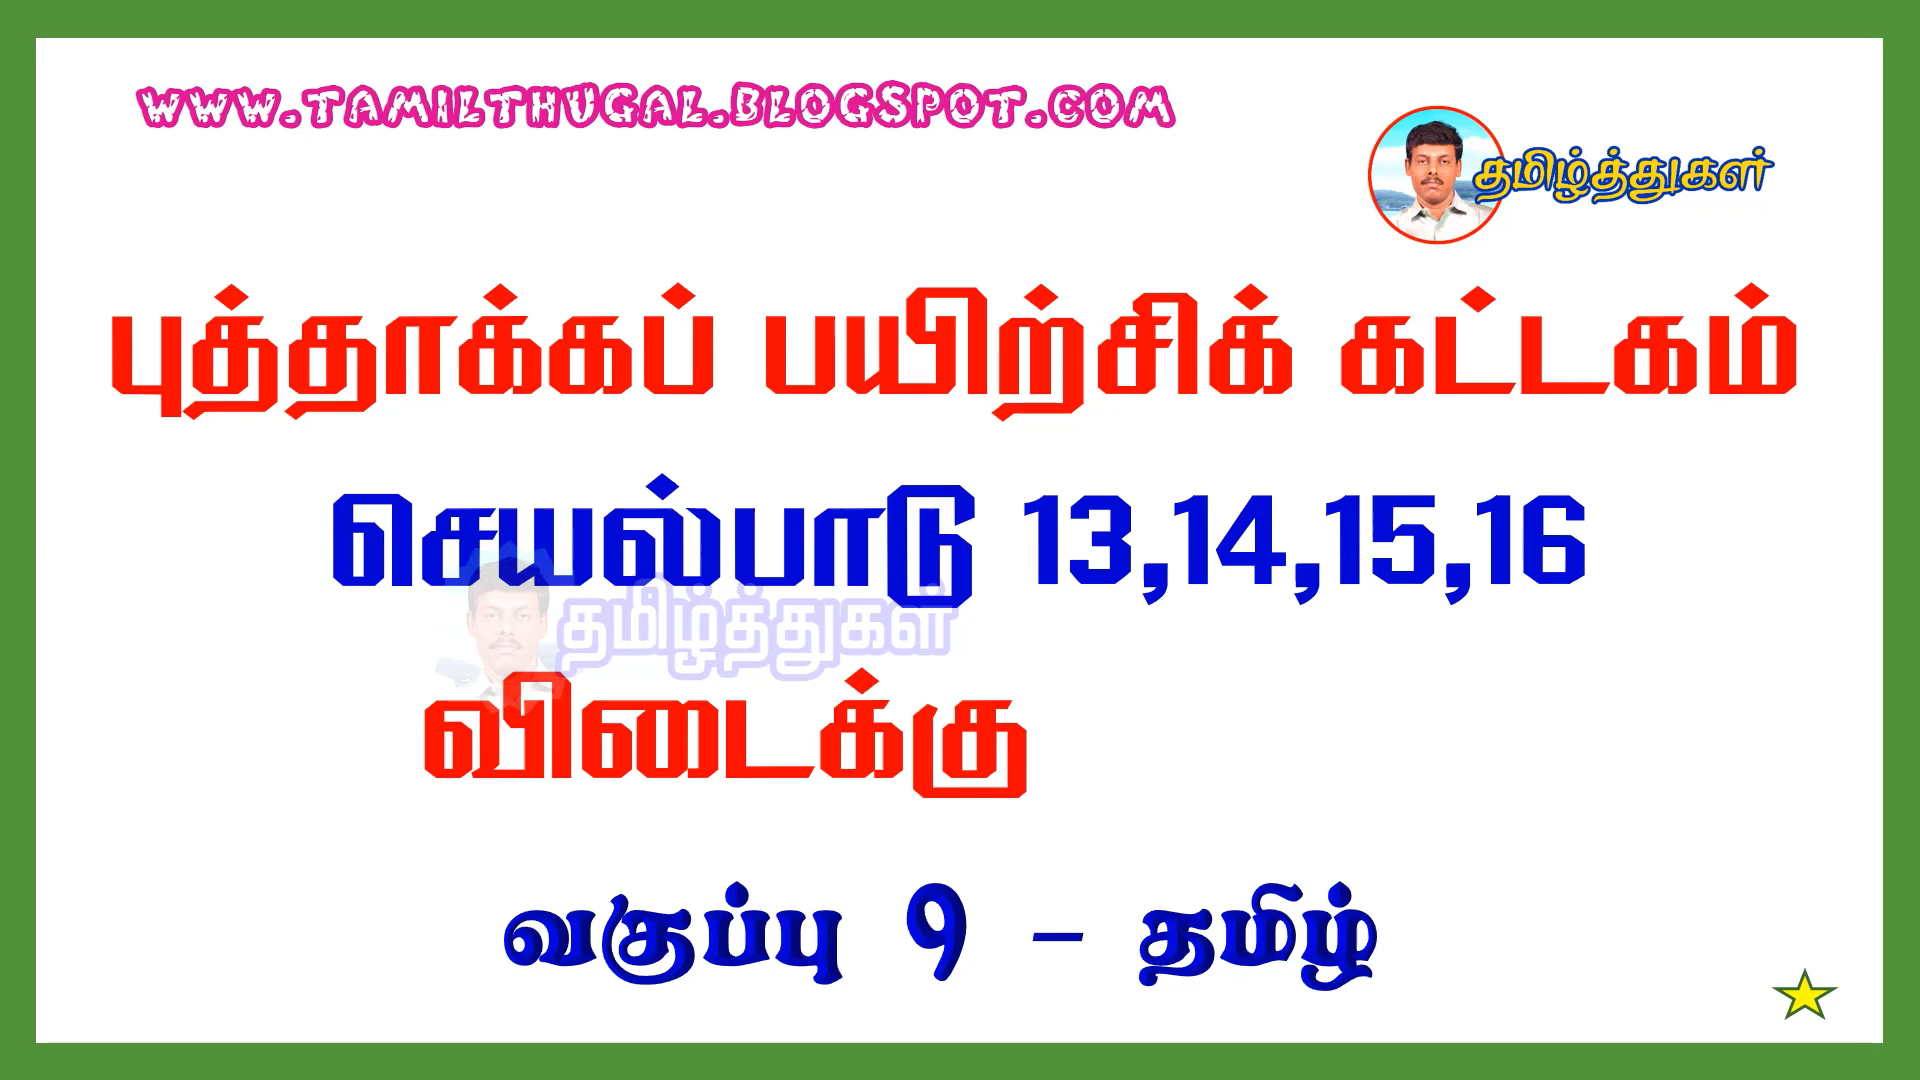 WWW.TAMILTHUGAL.BLOGSPOT.COM
தமிழ்த்துகள்
புத்தாக்கப் பயிற்சிக் கட்டகம்
செயல்பாடு 13,14,15,16
தமிழ்த்துகள்
விடைக்கு
வகுப்பு 9 - தமிழ்